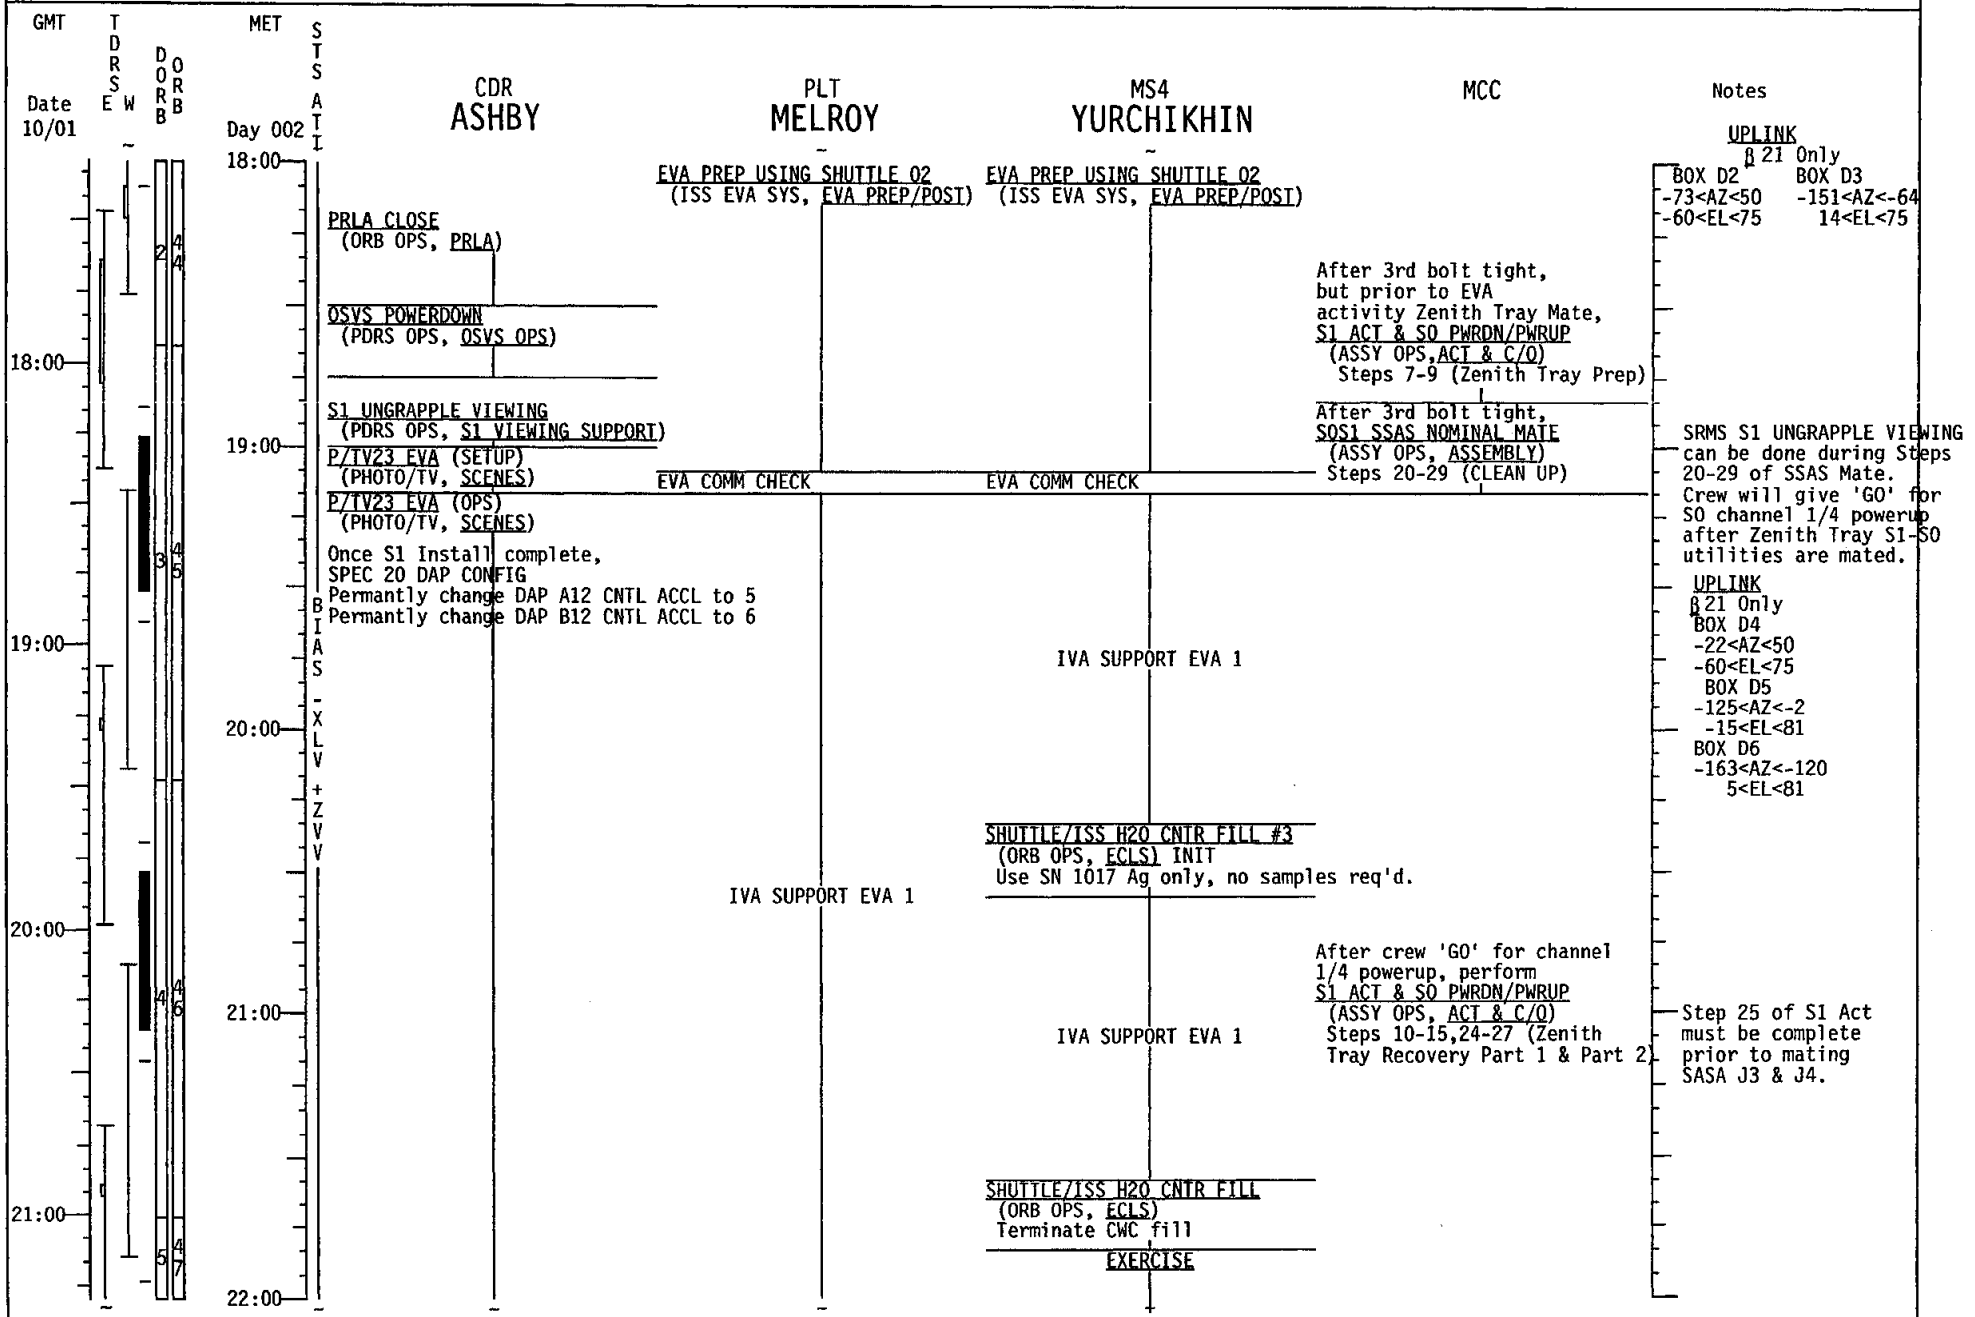 GMT
TDRS
E W
DORB
ORB
MET
STS ATT
CDR
ASHBY
PLT
MELROY
MS4
YURCHIKHIN
MCC
Notes
Date
10/01
Day 002
18:00
19:00
20:00
21:00
22:00
18:00
19:00
20:00
21:00
2
3
4
5
44
45
46
47
BIAS -XLV +ZVV
PRLA CLOSE
(ORB OPS, PRLA)
OSVS POWERDOWN
(PDRS OPS, OSVS OPS)
S1 UNGRAPPLE VIEWING
(PDRS OPS, S1 VIEWING SUPPORT)
P/TV23 EVA (SETUP)
(PHOTO/TV, SCENES)
P/TV23 EVA (OPS)
(PHOTO/TV, SCENES)
Once S1 Install complete,
SPEC 20 DAP CONFIG
Permantly change DAP A12 CNTL ACCL to 5
Permantly change DAP B12 CNTL ACCL to 6
EVA PREP USING SHUTTLE O2
(ISS EVA SYS, EVA PREP/POST)
EVA COMM CHECK
IVA SUPPORT EVA 1
EVA PREP USING SHUTTLE O2
(ISS EVA SYS, EVA PREP/POST)
EVA COMM CHECK
IVA SUPPORT EVA 1
SHUTTLE/ISS H2O CNTR FILL #3
(ORB OPS, ECLS) INIT
Use SN 1017 Ag only, no samples req'd.
IVA SUPPORT EVA 1
SHUTTLE/ISS H2O CNTR FILL
(ORB OPS, ECLS)
Terminate CWC fill
EXERCISE
After 3rd bolt tight,
but prior to EVA
activity Zenith Tray Mate,
S1 ACT & S0 PWRDN/PWRUP
(ASSY OPS,ACT & C/O)
Steps 7-9 (Zenith Tray Prep)
After 3rd bolt tight,
S0S1 SSAS NOMINAL MATE
(ASSY OPS, ASSEMBLY)
Steps 20-29 (CLEAN UP)
After crew 'GO' for channel
1/4 powerup, perform
S1 ACT & S0 PWRDN/PWRUP
(ASSY OPS, ACT & C/O)
Steps 10-15,24-27 (Zenith
Tray Recovery Part 1 & Part 2)
UPLINK
β 21 Only
BOX D2 BOX D3
-73<AZ<50 -151<AZ<-64
-60<EL<75 14<EL<75
SRMS S1 UNGRAPPLE VIEWING
can be done during Steps
20-29 of SSAS Mate.
Crew will give 'GO' for
S0 channel 1/4 powerup
after Zenith Tray S1-S0
utilities are mated.
UPLINK
β 21 Only
BOX D4
-22<AZ<50
-60<EL<75
BOX D5
-125<AZ<-2
-15<EL<81
BOX D6
-163<AZ<-120
5<EL<81
Step 25 of S1 Act
must be complete
prior to mating
SASA J3 & J4.